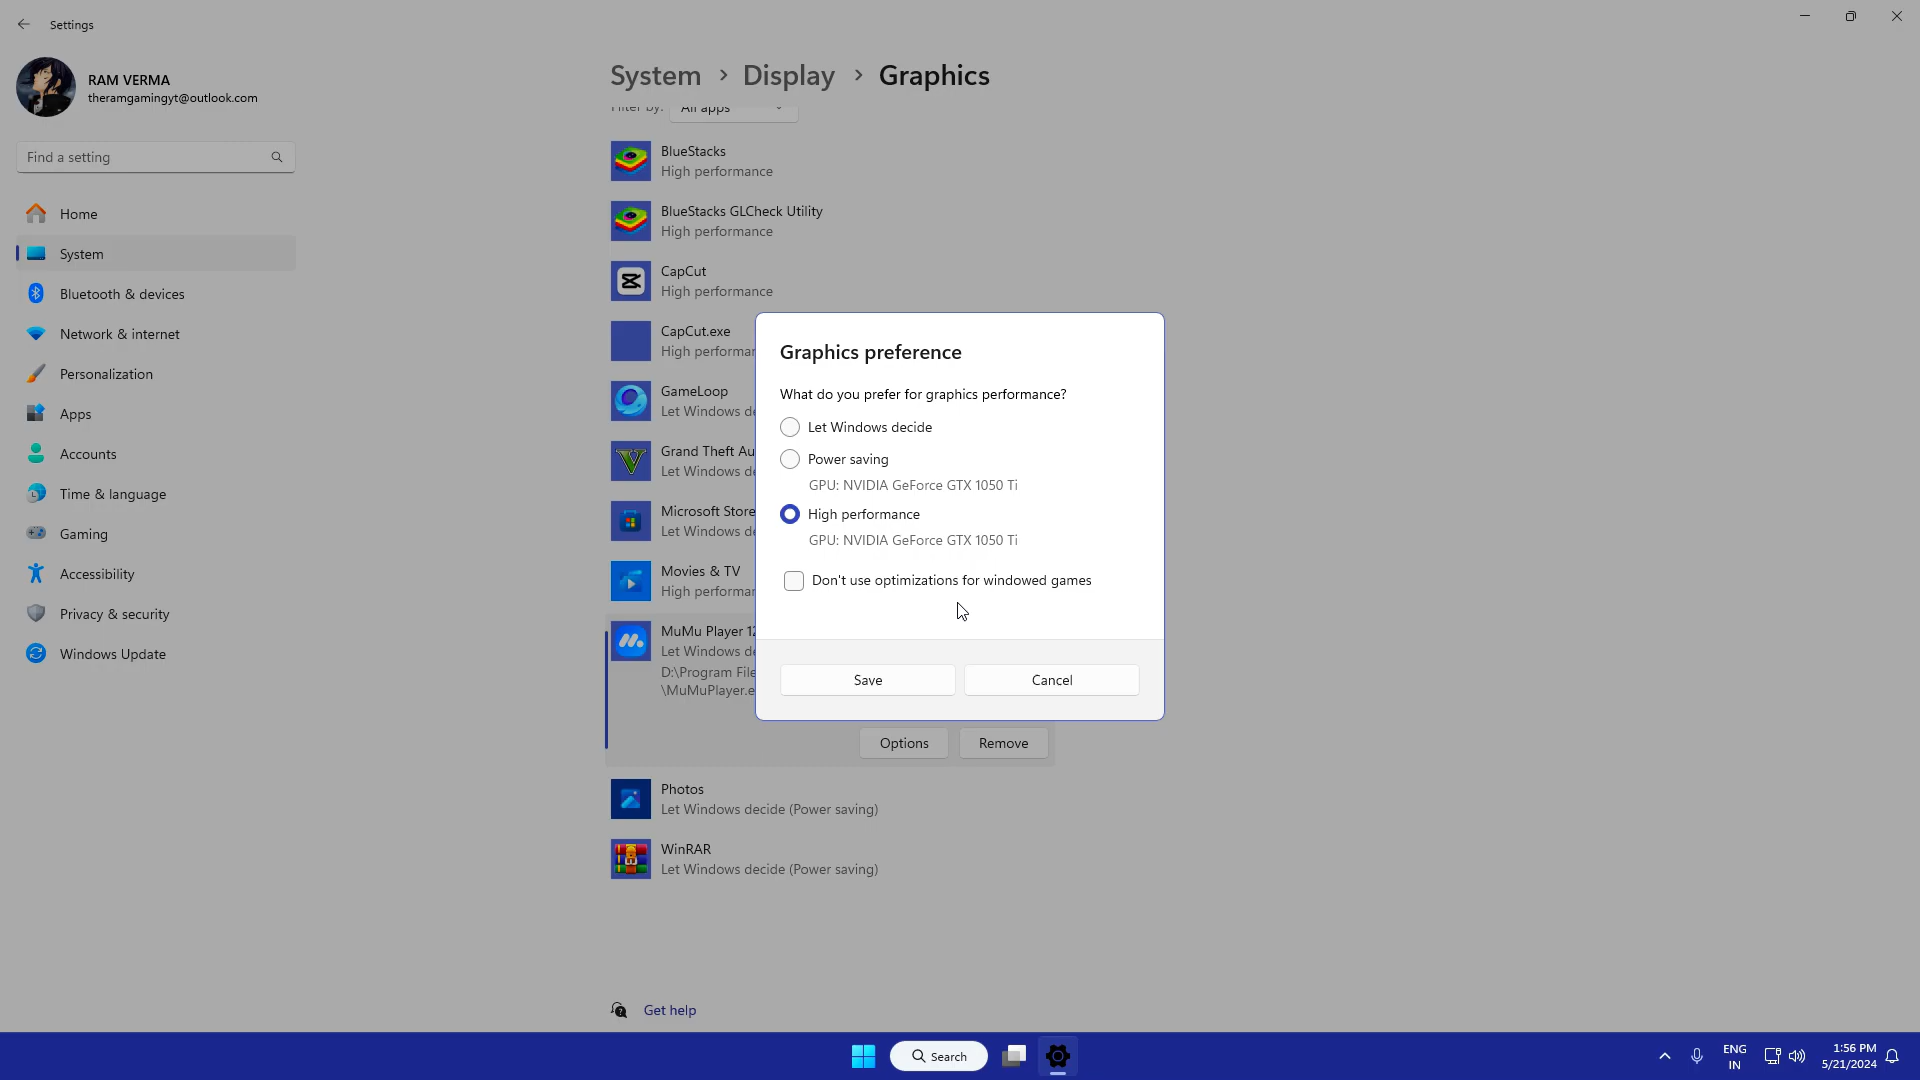 Settings
RAM VERMA
theramgamingyt@outlook.com
Find a setting
Home
System
Bluetooth & devices
Network & internet
Personalization
Apps
Accounts
Time & language
Gaming
Accessibility
Privacy & security
Windows Update
System > Display > Graphics
Filter by: All apps
BlueStacks
High performance
BlueStacks GLCheck Utility
High performance
CapCut
High performance
CapCut.exe
High performan
GameLoop
Let Windows de
Grand Theft Au
Let Windows de
Microsoft Store
Let Windows de
Movies & TV
High performan
MuMu Player 12
Let Windows de
D:\Program File
\MuMuPlayer.e
Options
Remove
Photos
Let Windows decide (Power saving)
WinRAR
Let Windows decide (Power saving)
Get help
Graphics preference
What do you prefer for graphics performance?
Let Windows decide
Power saving
GPU: NVIDIA GeForce GTX 1050 Ti
High performance
GPU: NVIDIA GeForce GTX 1050 Ti
Don't use optimizations for windowed games
Save
Cancel
Search
ENG
IN
1:56 PM
5/21/2024